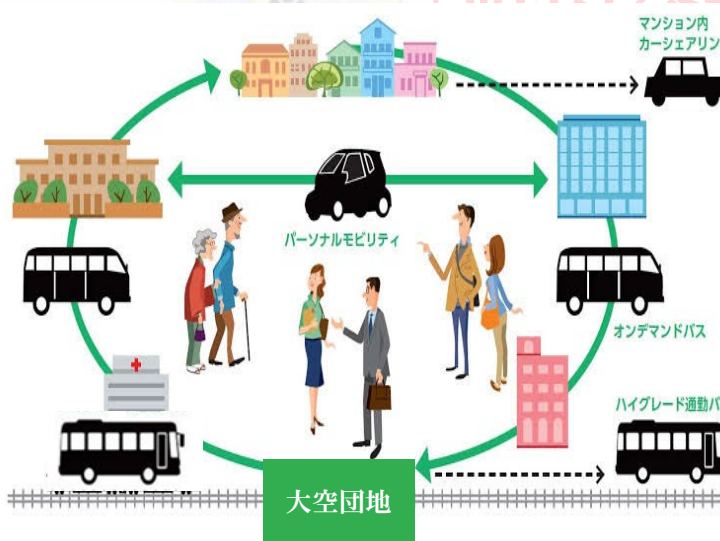 マンション内
カーシェアリン
パーソナルモビリティ
オンデマンドバス
ハイグレード通勤バ
大空団地